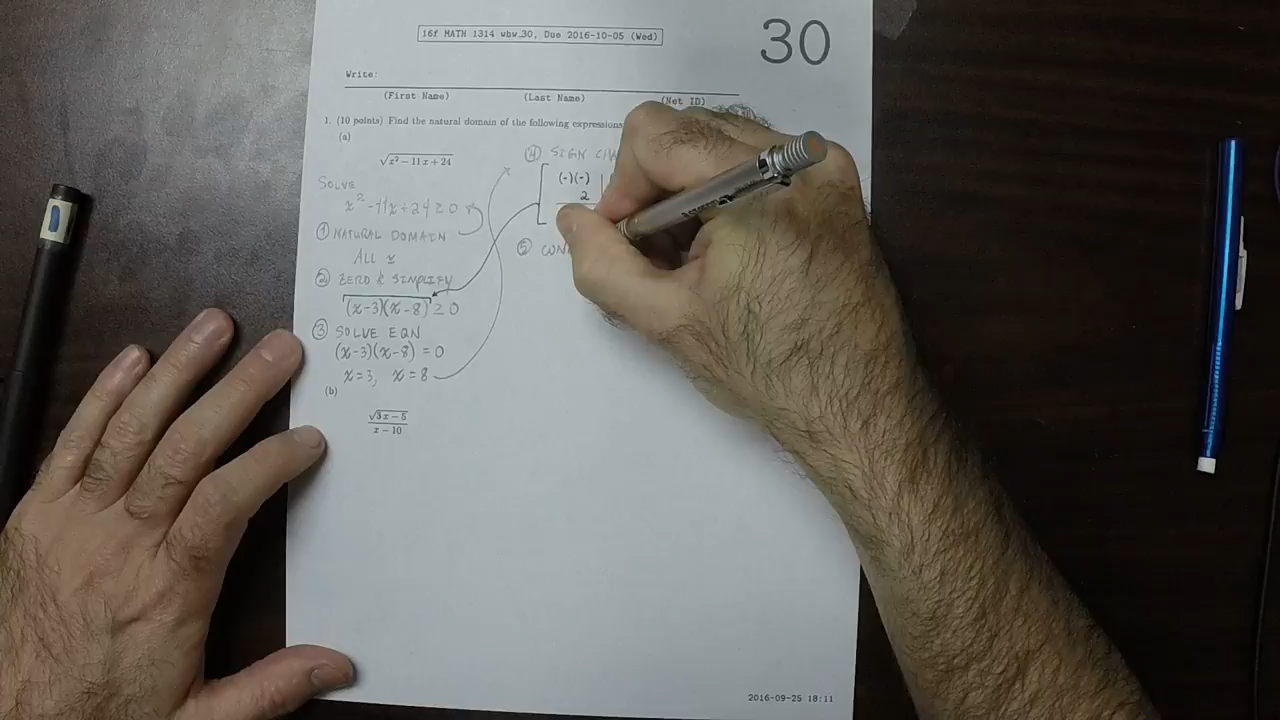 16f MATH 1314 wbw_30, Due 2016-10-05 (Wed)
30
Write:
(First Name) (Last Name) (Net ID)
1. (10 points) Find the natural domain of the following expressions
(a)
√x² − 11x + 24
SOLVE
x² -11x+24 ≥ 0
① NATURAL DOMAIN
ALL x
② ZERO & SIMPLIFY
(x-3)(x-8) ≥ 0
③ SOLVE EQN
(x-3)(x-8) = 0
x=3, x=8
④ SIGN
(-)(-)
2
⑤
(b)
√3x − 5
x − 10
2016-09-25 18:11